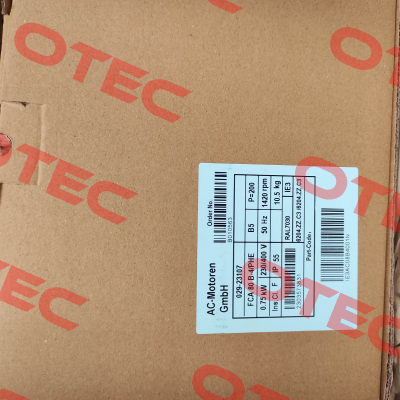 OTEC
OTEC
OTEC
OTEC
OTEC
OTEC
AC-Motoren
GmbH
Order No.
029-23107
FCA 80 B-4/PHE
B5
P=200
0.75 kW
230/400 V
50 Hz
1420 rpm
Ins.Cl. F
IP 55
10.5 kg
RAL7030
IE3
6204.ZZ.C3
6204.ZZ.C3
Part-Code.